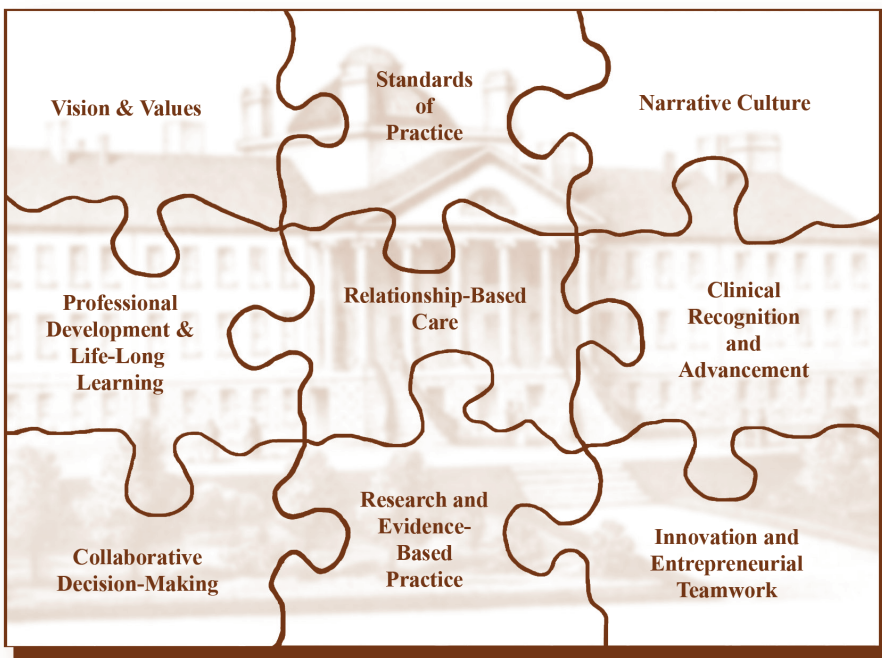 Vision & Values
Standards
of
Practice
Narrative Culture
Professional
Development &
Life-Long
Learning
Relationship-Based
Care
Clinical
Recognition
and
Advancement
Collaborative
Decision-Making
Research and
Evidence-
Based
Practice
Innovation and
Entrepreneurial
Teamwork